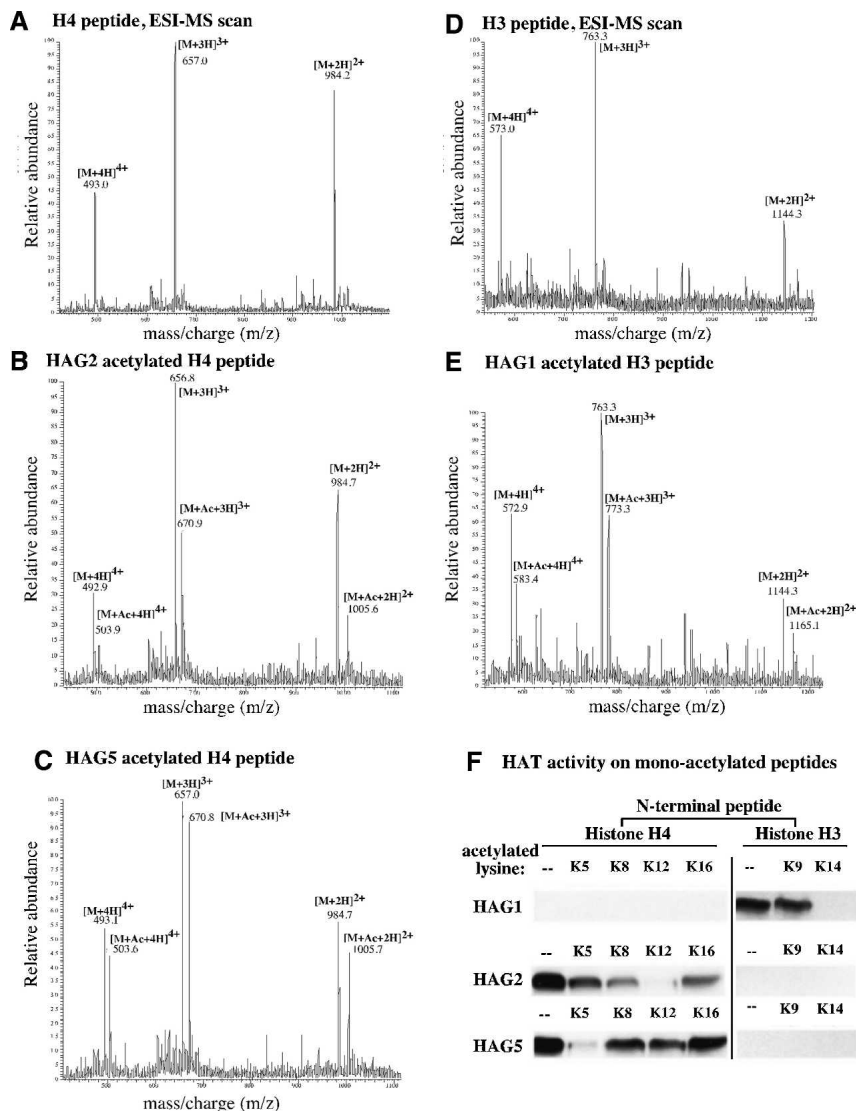 A H4 peptide, ESI-MS scan
[M+3H]3+
657.0
[M+2H]2+
984.2
[M+4H]4+
493.0
Relative abundance
mass/charge (m/z)
B HAG2 acetylated H4 peptide
656.8
[M+3H]3+
[M+2H]2+
984.7
[M+Ac+3H]3+
670.9
[M+4H]4+
492.9
[M+Ac+4H]4+
503.9
[M+Ac+2H]2+
1005.6
Relative abundance
mass/charge (m/z)
C HAG5 acetylated H4 peptide
[M+3H]3+
657.0
670.8 [M+Ac+3H]3+
[M+4H]4+
493.1
[M+Ac+4H]4+
503.6
[M+2H]2+
984.7
[M+Ac+2H]2+
1005.7
Relative abundance
mass/charge (m/z)
D H3 peptide, ESI-MS scan
763.3
[M+3H]3+
[M+4H]4+
573.0
[M+2H]2+
1144.3
Relative abundance
mass/charge (m/z)
E HAG1 acetylated H3 peptide
763.3
[M+3H]3+
[M+4H]4+
572.9
[M+Ac+3H]3+
773.3
[M+Ac+4H]4+
583.4
[M+2H]2+
1144.3
[M+Ac+2H]2+
1165.1
Relative abundance
mass/charge (m/z)
F HAT activity on mono-acetylated peptides
N-terminal peptide
Histone H4 Histone H3
acetylated
lysine: -- K5 K8 K12 K16 -- K9 K14
HAG1
-- K5 K8 K12 K16 -- K9 K14
HAG2
-- K5 K8 K12 K16 -- K9 K14
HAG5